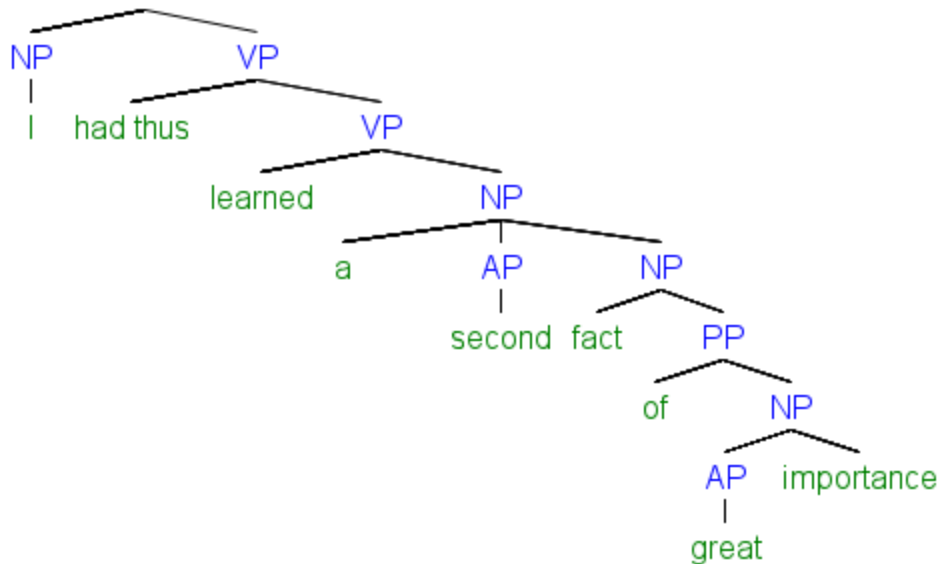 NP VP
I had thus VP
learned NP
a AP NP
second fact PP
of NP
AP importance
great